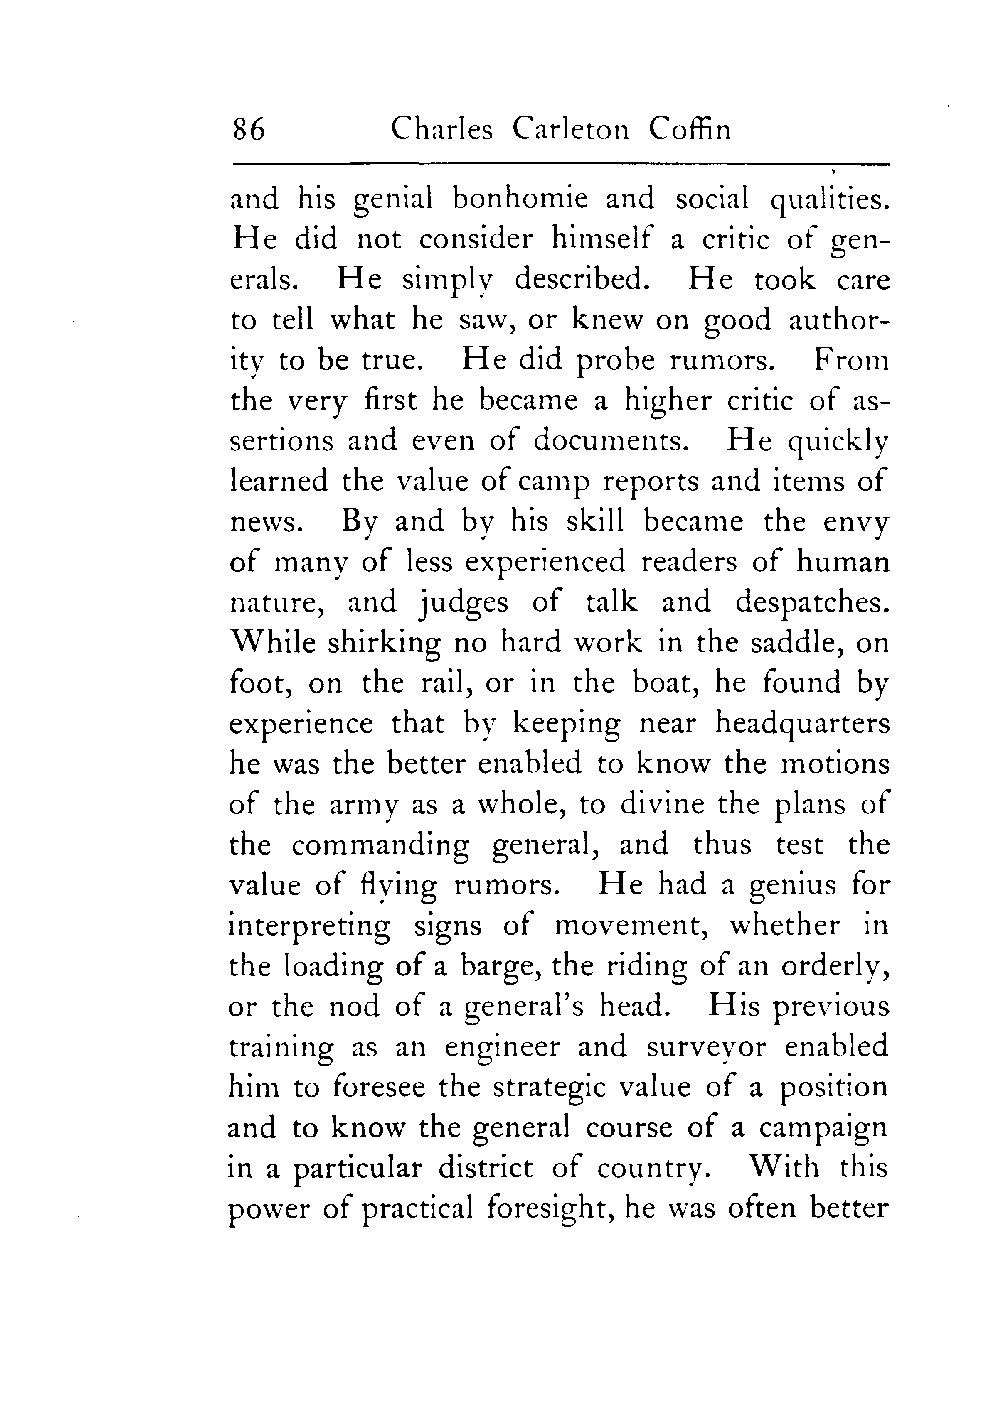 86 Charles Carleton Coffin
and his genial bonhomie and social qualities.
He did not consider himself a critic of gen-
erals. He simply described. He took care
to tell what he saw, or knew on good author-
ity to be true. He did probe rumors. From
the very first he became a higher critic of as-
sertions and even of documents. He quickly
learned the value of camp reports and items of
news. By and by his skill became the envy
of many of less experienced readers of human
nature, and judges of talk and despatches.
While shirking no hard work in the saddle, on
foot, on the rail, or in the boat, he found by
experience that by keeping near headquarters
he was the better enabled to know the motions
of the army as a whole, to divine the plans of
the commanding general, and thus test the
value of flying rumors. He had a genius for
interpreting signs of movement, whether in
the loading of a barge, the riding of an orderly,
or the nod of a general's head. His previous
training as an engineer and surveyor enabled
him to foresee the strategic value of a position
and to know the general course of a campaign
in a particular district of country. With this
power of practical foresight, he was often better